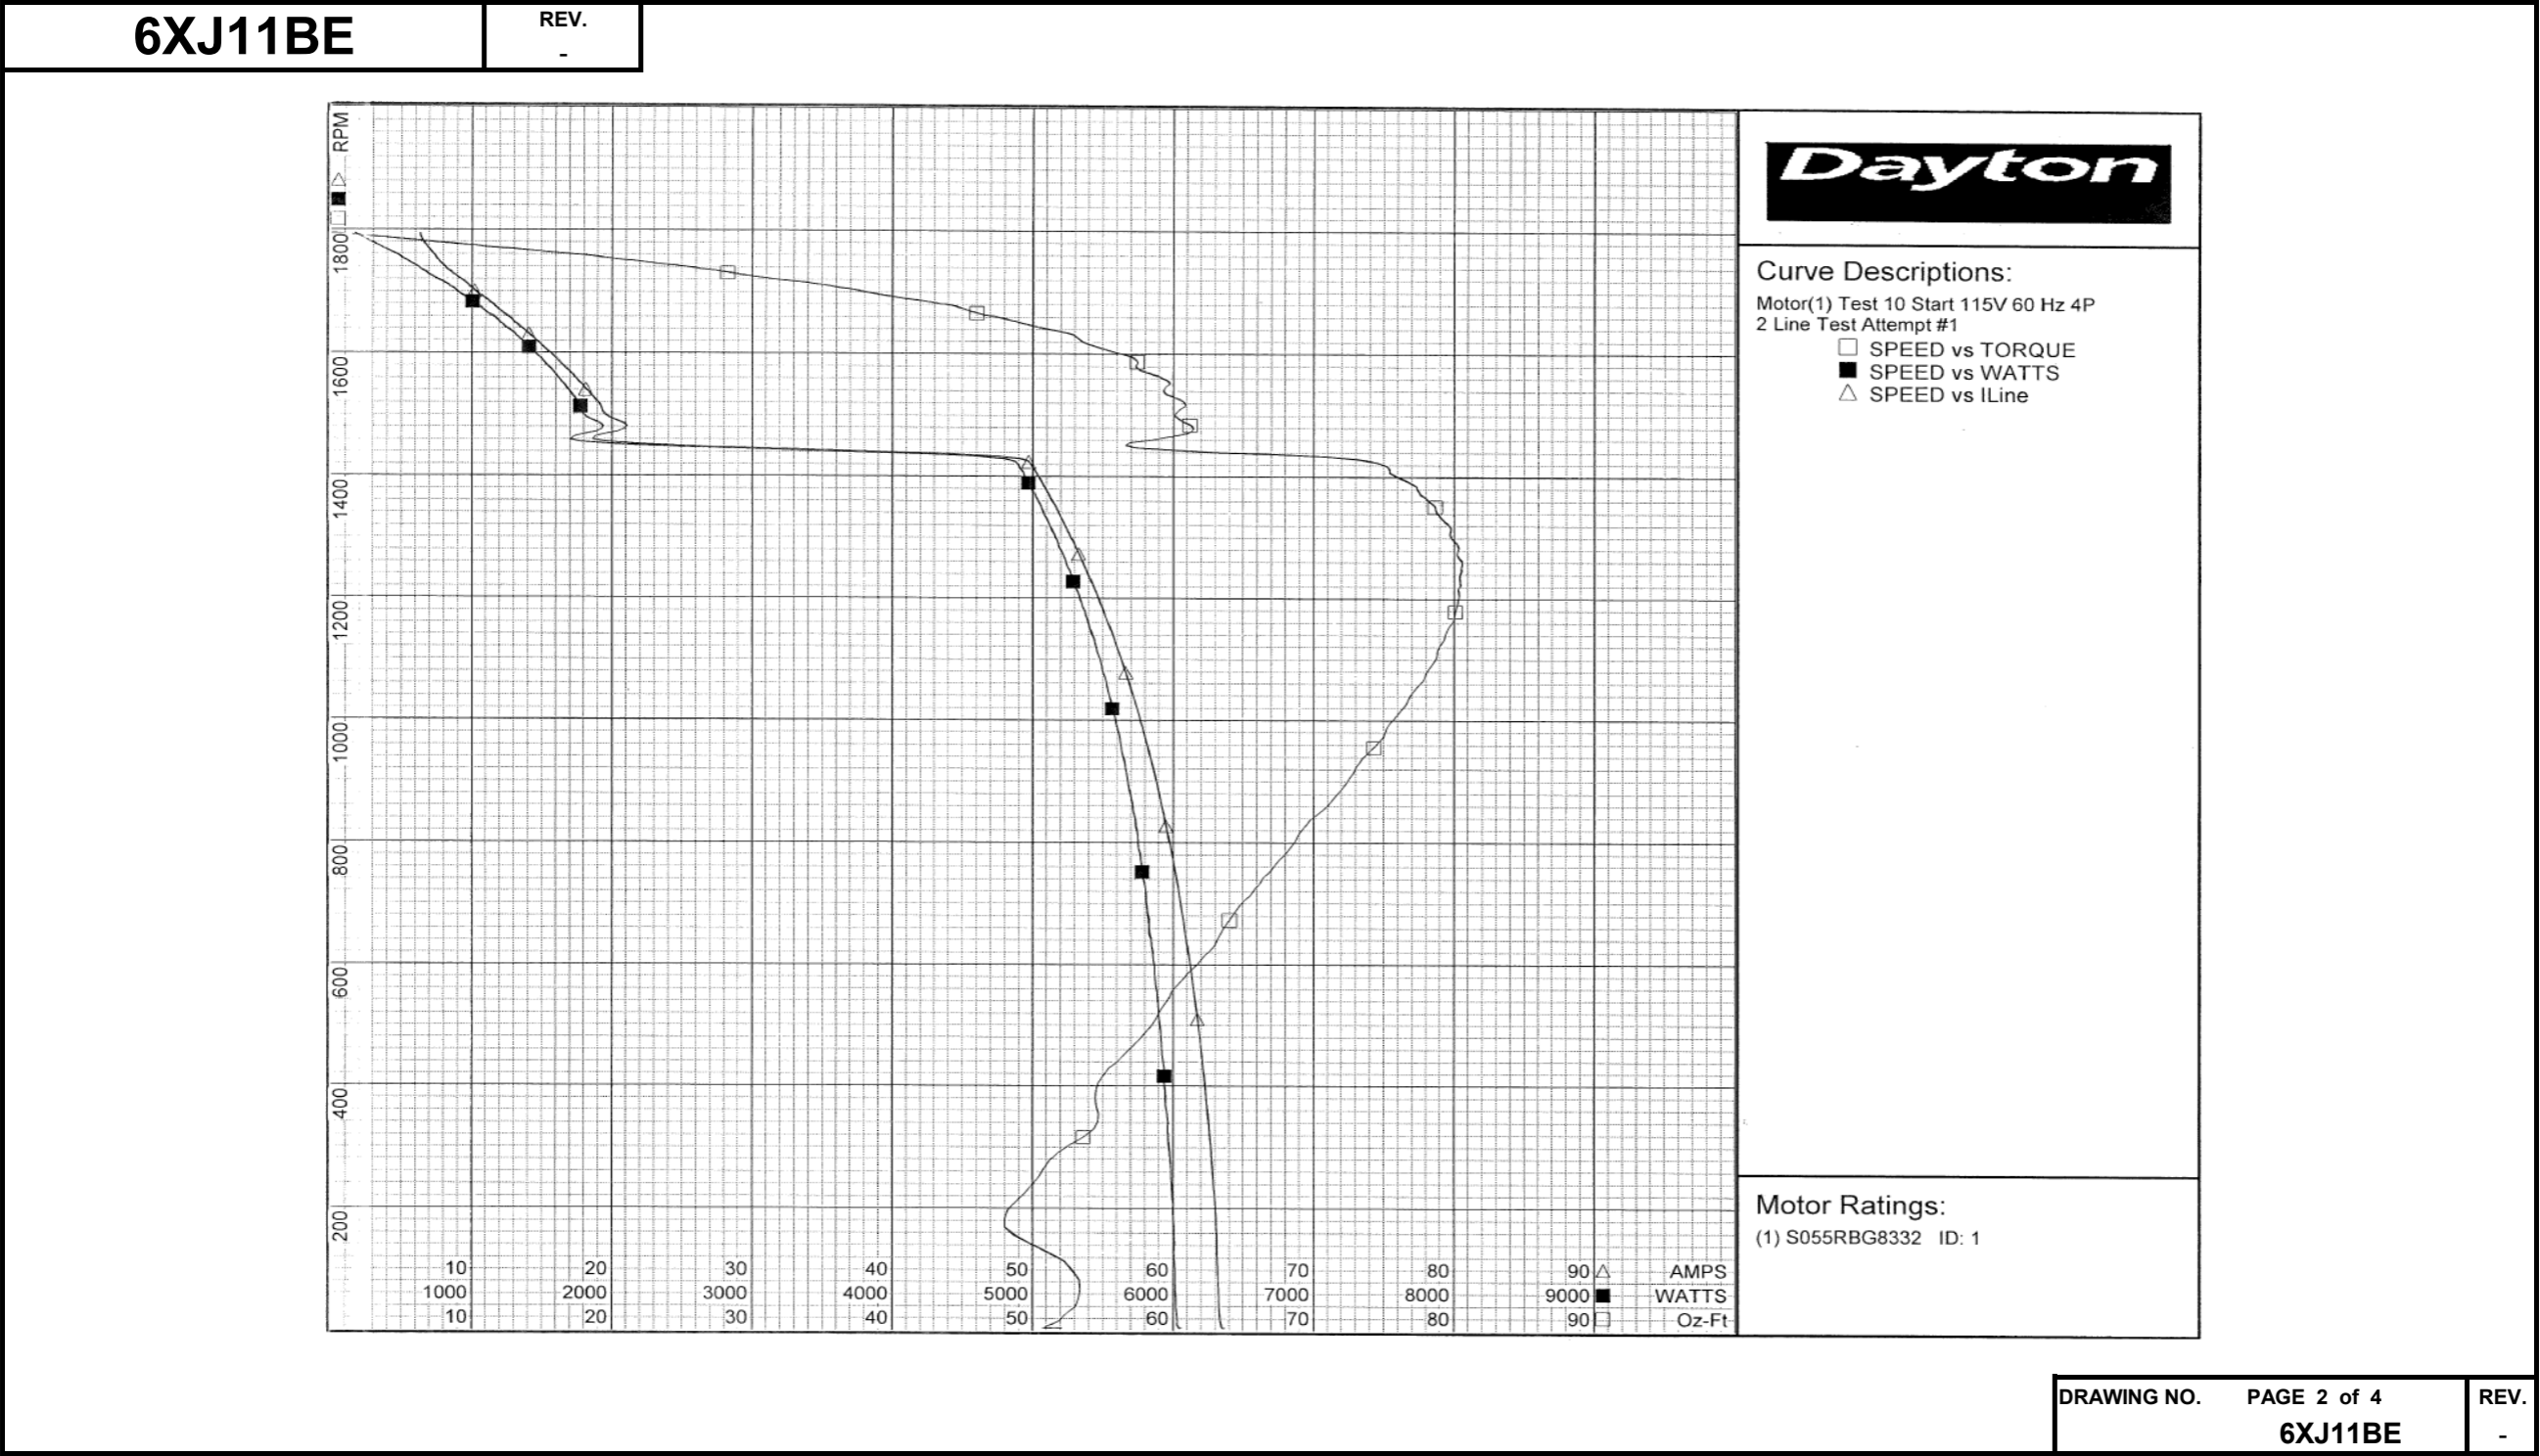 6XJ11BE
REV.
-
RPM
1800
1600
1400
1200
1000
800
600
400
200
10 20 30 40 50 60 70 80 90 AMPS
1000 2000 3000 4000 5000 6000 7000 8000 9000 WATTS
10 20 30 40 50 60 70 80 90 Oz-Ft
Dayton
Curve Descriptions:
Motor(1) Test 10 Start 115V 60 Hz 4P
2 Line Test Attempt #1
SPEED vs TORQUE
SPEED vs WATTS
SPEED vs ILine
Motor Ratings:
(1) S055RBG8332 ID: 1
DRAWING NO. PAGE 2 of 4
6XJ11BE
REV.
-